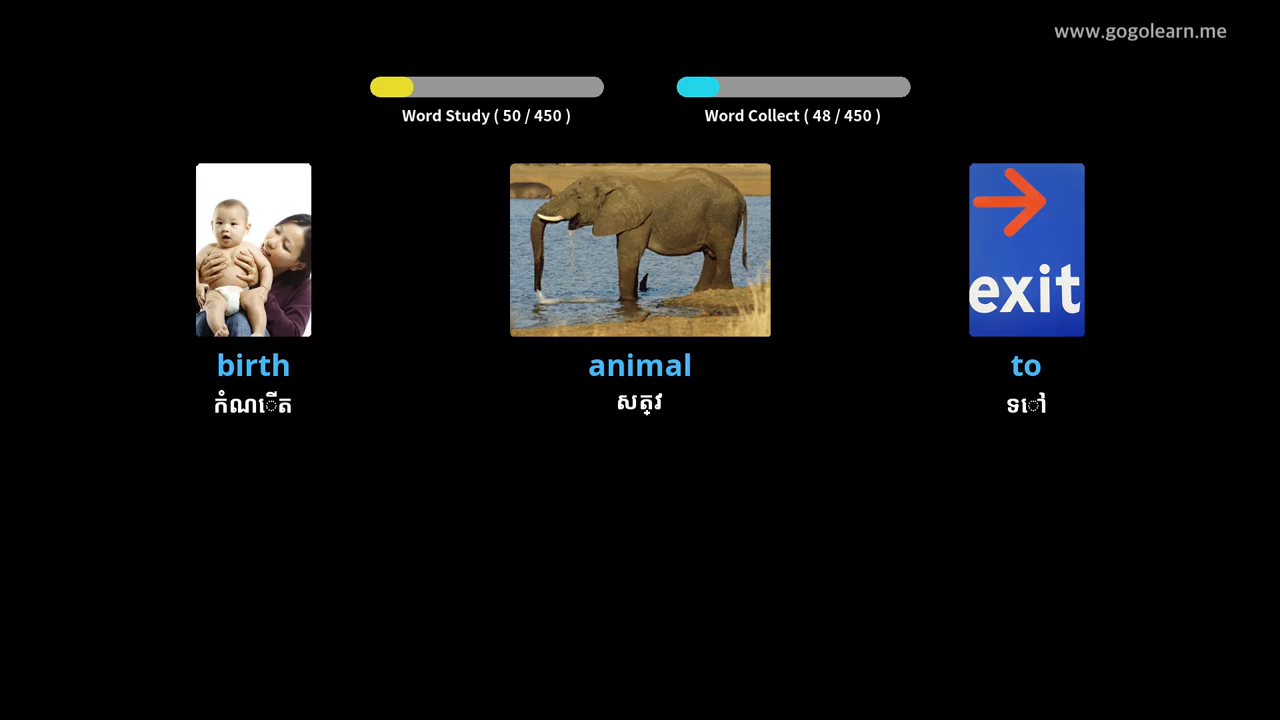 www.gogolearn.me
Word Study ( 50 / 450 )
Word Collect ( 48 / 450 )
exit
birth
animal
to
កំណើត
សត្វ
ទៅ